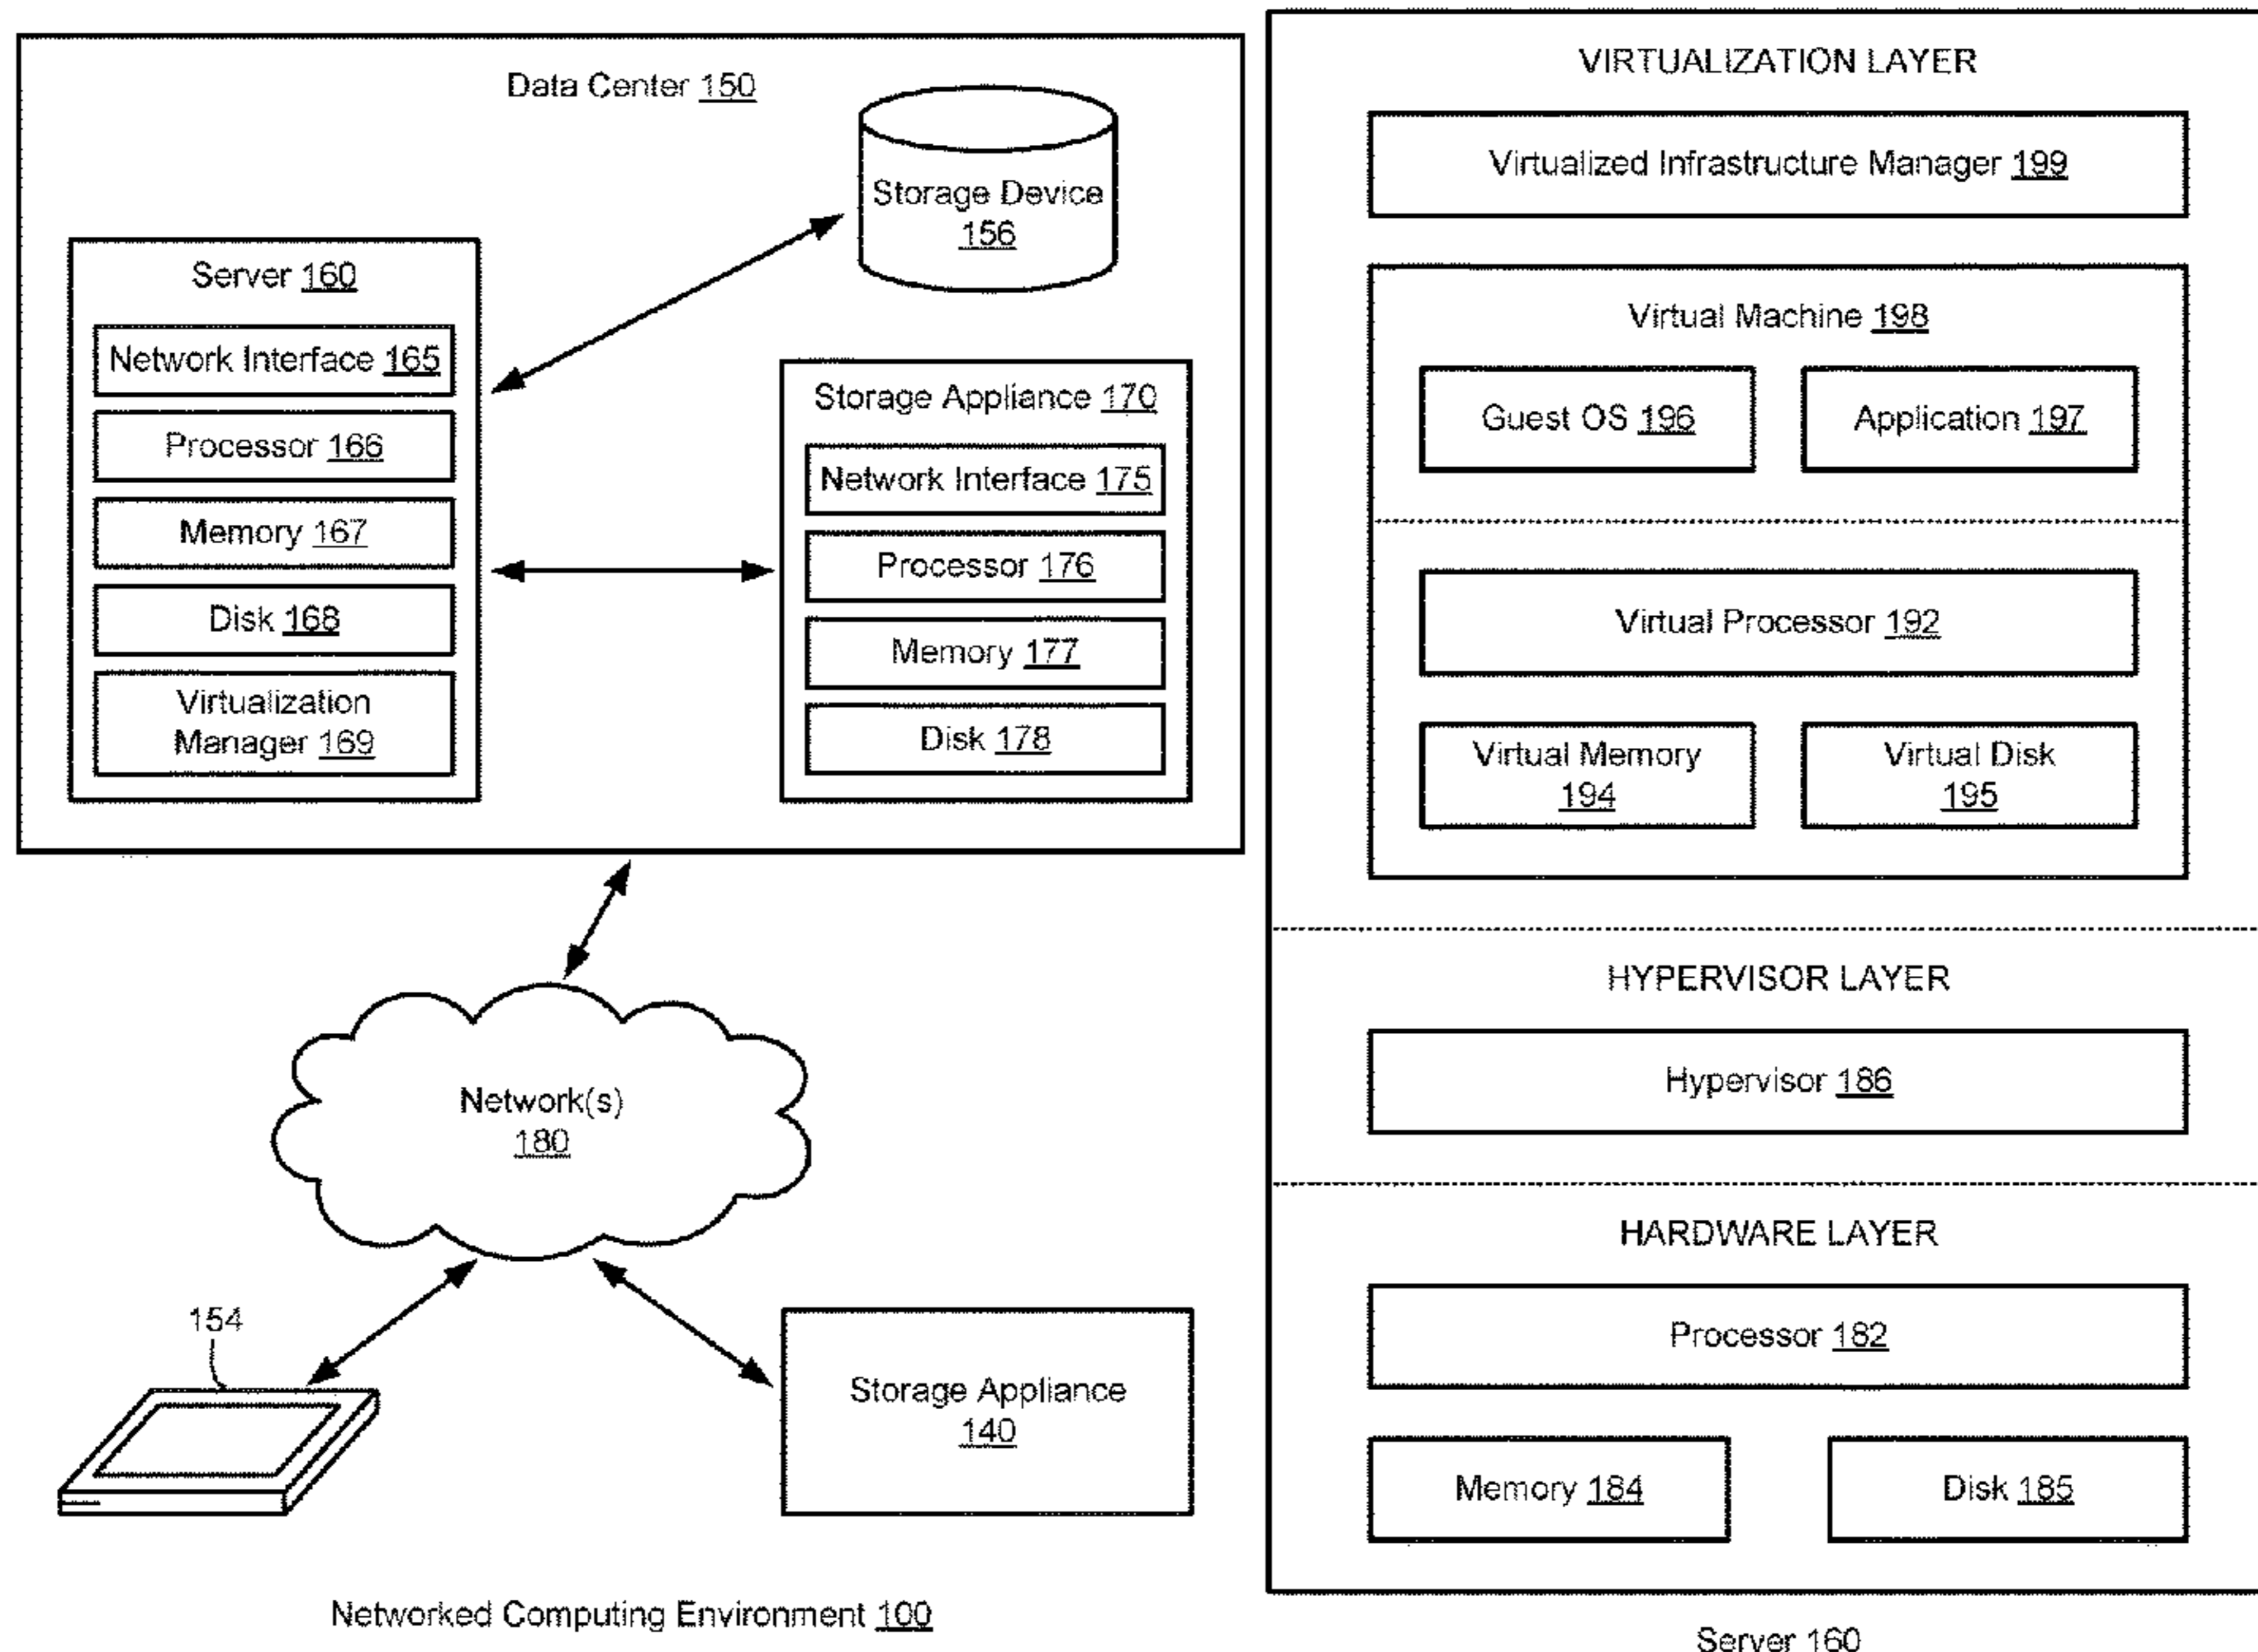 Data Center 150
Storage Device
156
Server 160
Network Interface 165
Processor 166
Memory 167
Disk 168
Virtualization
Manager 169
Storage Appliance 170
Network Interface 175
Processor 176
Memory 177
Disk 178
Network(s)
180
154
Storage Appliance
140
Networked Computing Environment 100
VIRTUALIZATION LAYER
Virtualized Infrastructure Manager 199
Virtual Machine 198
Guest OS 196
Application 197
Virtual Processor 192
Virtual Memory
194
Virtual Disk
195
HYPERVISOR LAYER
Hypervisor 186
HARDWARE LAYER
Processor 182
Memory 184
Disk 185
Server 160